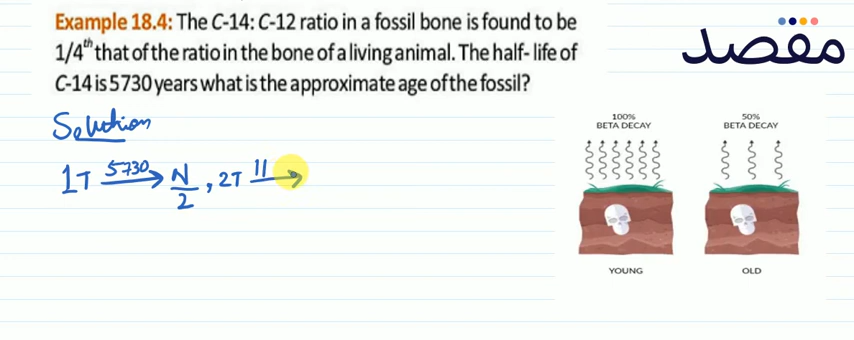 Example 18.4: The C-14: C-12 ratio in a fossil bone is found to be
1/4th that of the ratio in the bone of a living animal. The half- life of
C-14 is 5730 years what is the approximate age of the fossil?
مفصد
Solution
1T 5730→ N/2, 2T 11→
100%
BETA DECAY
50%
BETA DECAY
YOUNG
OLD